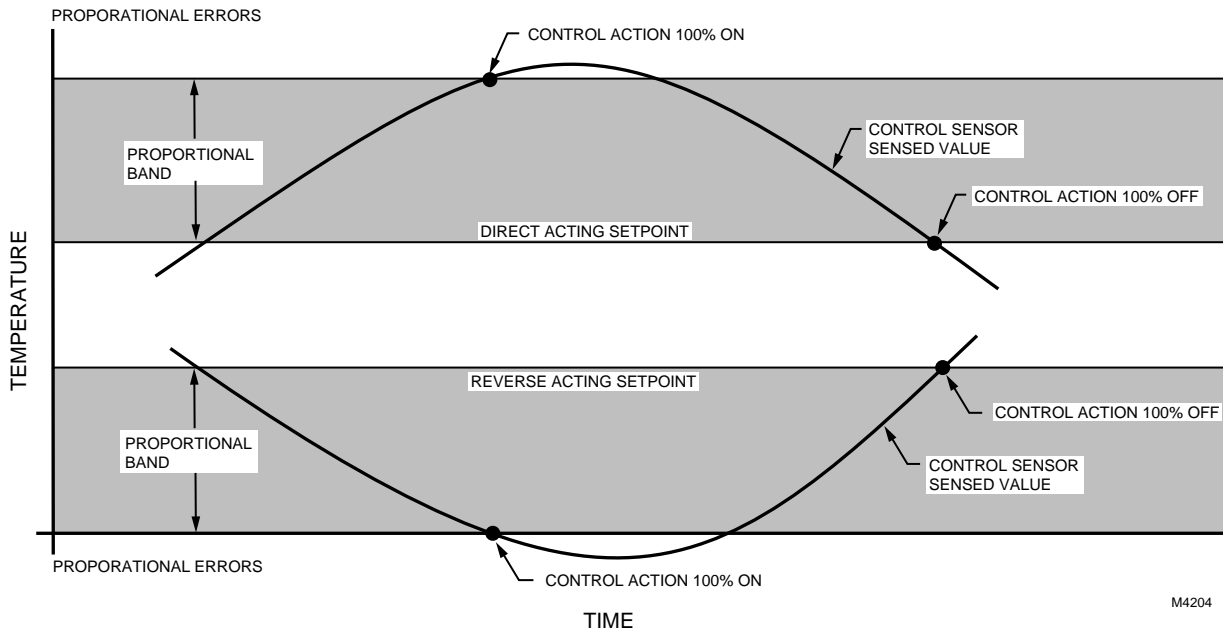 PROPORATIONAL ERRORS
CONTROL ACTION 100% ON
PROPORTIONAL
BAND
CONTROL SENSOR
SENSED VALUE
CONTROL ACTION 100% OFF
DIRECT ACTING SETPOINT
TEMPERATURE
REVERSE ACTING SETPOINT
CONTROL ACTION 100% OFF
PROPORTIONAL
BAND
CONTROL SENSOR
SENSED VALUE
PROPORATIONAL ERRORS
CONTROL ACTION 100% ON
M4204
TIME